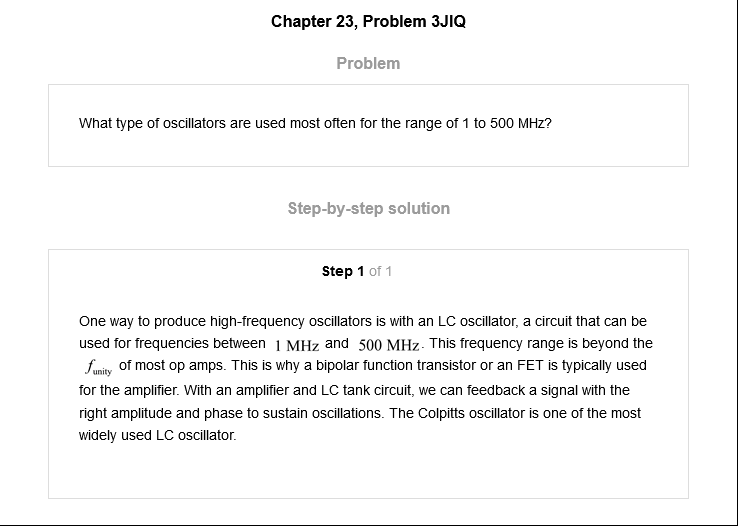 Chapter 23, Problem 3JIQ
Problem
What type of oscillators are used most often for the range of 1 to 500 MHz?
Step-by-step solution
Step 1 of 1
One way to produce high-frequency oscillators is with an LC oscillator, a circuit that can be
used for frequencies between 1 MHz and 500 MHz. This frequency range is beyond the
funity of most op amps. This is why a bipolar function transistor or an FET is typically used
for the amplifier. With an amplifier and LC tank circuit, we can feedback a signal with the
right amplitude and phase to sustain oscillations. The Colpitts oscillator is one of the most
widely used LC oscillator.